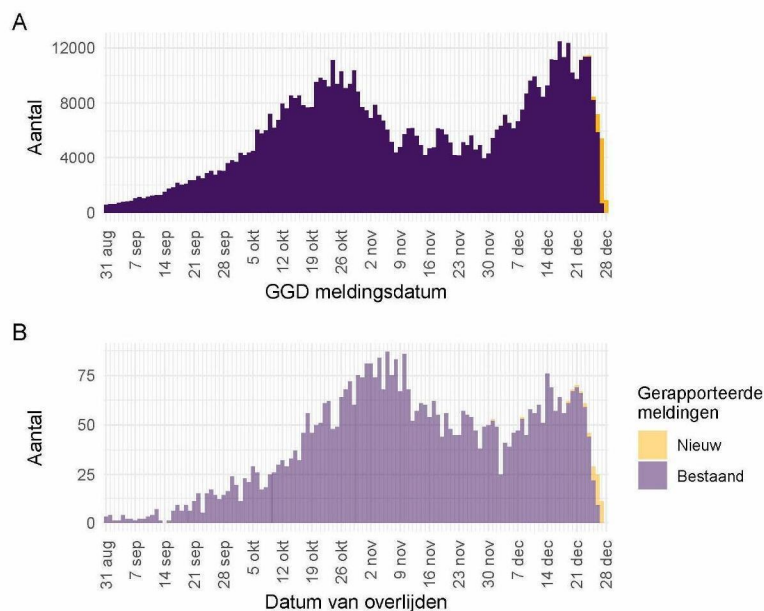 A
Aantal
12000
8000
4000
0
31 aug
7 sep
14 sep
21 sep
28 sep
5 okt
12 okt
19 okt
26 okt
2 nov
9 nov
16 nov
23 nov
30 nov
7 dec
14 dec
21 dec
28 dec
GGD meldingsdatum
B
Aantal
75
50
25
0
31 aug
7 sep
14 sep
21 sep
28 sep
5 okt
12 okt
19 okt
26 okt
2 nov
9 nov
16 nov
23 nov
30 nov
7 dec
14 dec
21 dec
28 dec
Datum van overlijden
Gerapporteerde
meldingen
Nieuw
Bestaand